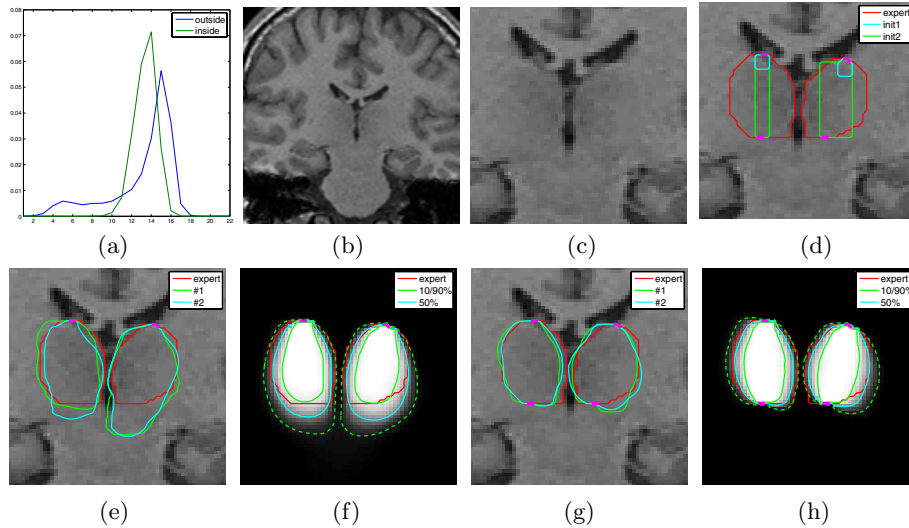 0.08
0.07
0.06
0.05
0.04
0.03
0.02
0.01
0
2 4 6 8 10 12 14 16 18 20 22
outside
inside
expert
init1
init2
(a) (b) (c) (d)
expert
#1
#2
expert
10/90%
50%
expert
#1
#2
expert
10/90%
50%
(e) (f) (g) (h)